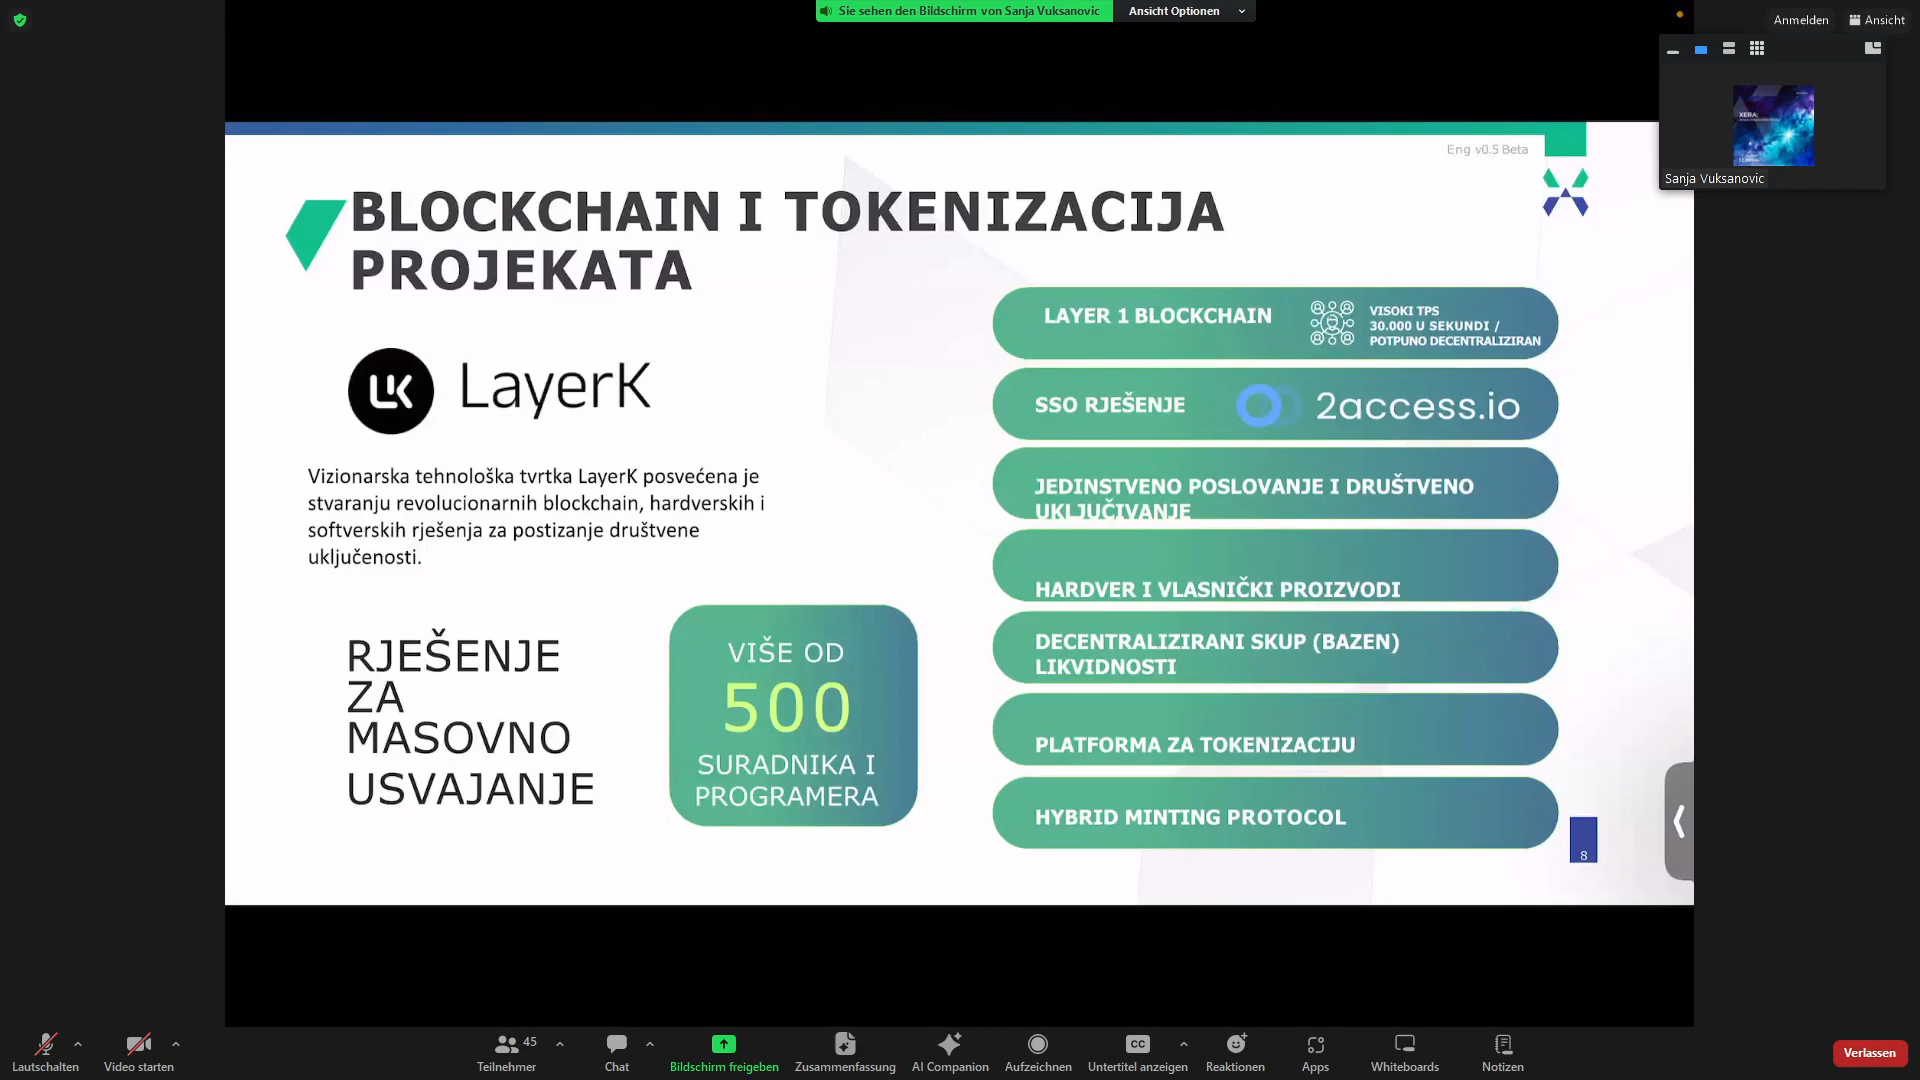 Sie sehen den Bildschirm von Sanja Vuksanovic
Ansicht Optionen
Anmelden
Ansicht
XERA:
Sanja Vuksanovic
Eng v0.5 Beta
BLOCKCHAIN I TOKENIZACIJA
PROJEKATA
LK LayerK
Vizionarska tehnološka tvrtka LayerK posvećena je
stvaranju revolucionarnih blockchain, hardverskih i
softverskih rješenja za postizanje društvene
uključenosti.
RJEŠENJE
ZA
MASOVNO
USVAJANJE
VIŠE OD
500
SURADNIKA I
PROGRAMERA
LAYER 1 BLOCKCHAIN
VISOKI TPS
30.000 U SEKUNDI /
POTPUNO DECENTRALIZIRAN
SSO RJEŠENJE
2access.io
JEDINSTVENO POSLOVANJE I DRUŠTVENO
UKLJUČIVANJE
HARDVER I VLASNIČKI PROIZVODI
DECENTRALIZIRANI SKUP (BAZEN)
LIKVIDNOSTI
PLATFORMA ZA TOKENIZACIJU
HYBRID MINTING PROTOCOL
8
Lautschalten
Video starten
45
Teilnehmer
Chat
Bildschirm freigeben
Zusammenfassung
AI Companion
Aufzeichnen
CC
Untertitel anzeigen
Reaktionen
Apps
Whiteboards
Notizen
Verlassen